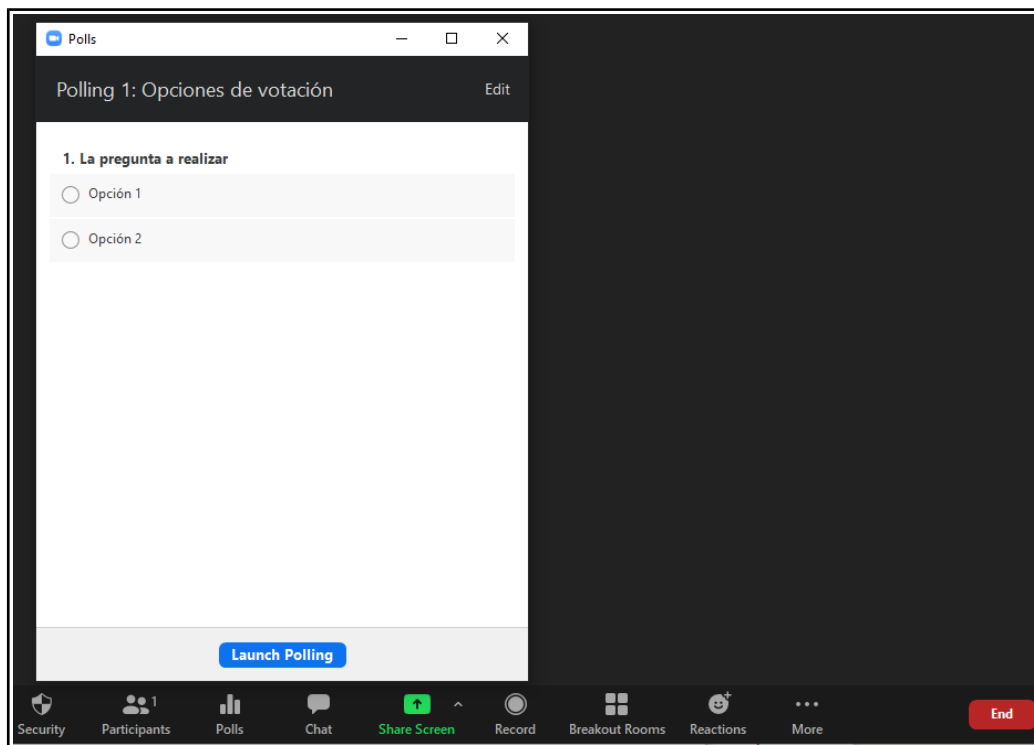 Polls
Polling 1: Opciones de votación Edit
1. La pregunta a realizar
Opción 1
Opción 2
Launch Polling
1
Security Participants Polls Chat Share Screen Record Breakout Rooms Reactions More End